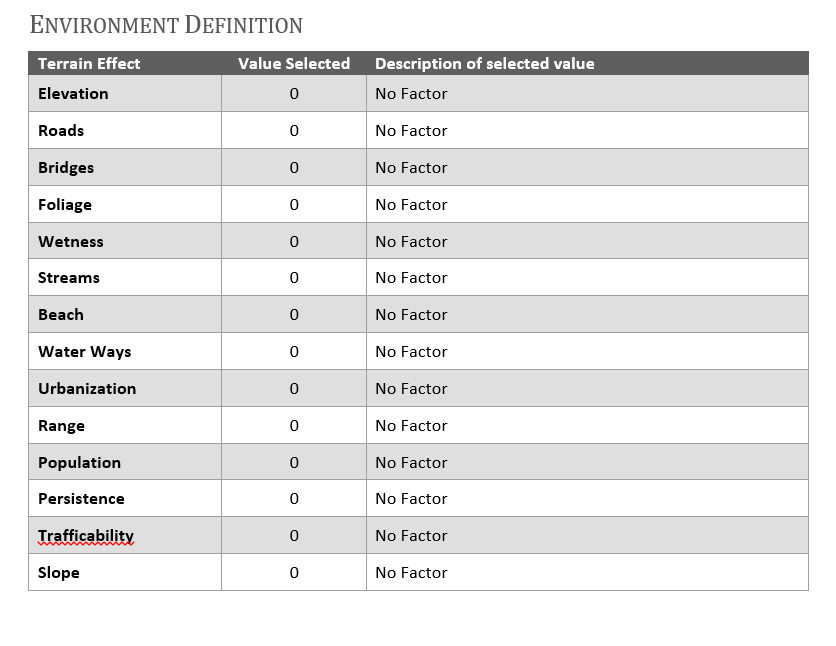 ENVIRONMENT DEFINITION
Terrain Effect Value Selected Description of selected value
Elevation 0 No Factor
Roads 0 No Factor
Bridges 0 No Factor
Foliage 0 No Factor
Wetness 0 No Factor
Streams 0 No Factor
Beach 0 No Factor
Water Ways 0 No Factor
Urbanization 0 No Factor
Range 0 No Factor
Population 0 No Factor
Persistence 0 No Factor
Trafficability 0 No Factor
Slope 0 No Factor